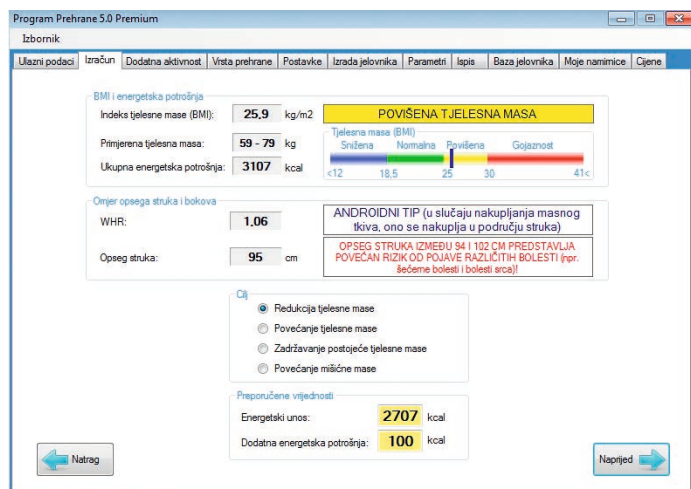 Program Prehrane 5.0 Premium
Izbornik
Ulazni podaci Izračun Dodatna aktivnost Vrsta prehrane Postavke Izrada jelovnika Parametri Ispis Baza jelovnika Moje namirnice Cijene
BMI i energetska potrošnja
Indeks tjelesne mase (BMI): 25,9 kg/m2 POVIŠENA TJELESNA MASA
Primjerena tjelesna masa: 59 - 79 kg
Ukupna energetska potrošnja: 3107 kcal
Tjelesna masa (BMI)
Snižena Normalna Povišena Gojaznost
<12 18,5 25 30 41<
Omjer opsega struka i bokova
WHR: 1,06
ANDROIDNI TIP (u slučaju nakupljanja masnog
tkiva, ono se nakuplja u području struka)
Opseg struka: 95 cm
OPSEG STRUKA IZMEĐU 94 I 102 CM PREDSTAVLJA
POVEĆAN RIZIK OD POJAVE RAZLIČITIH BOLESTI (npr.
šećerne bolesti i bolesti srca)!
Cilj
Redukcija tjelesne mase
Povećanje tjelesne mase
Zadržavanje postojeće tjelesne mase
Povećanje mišićne mase
Preporučene vrijednosti
Energetski unos: 2707 kcal
Dodatna energetska potrošnja: 100 kcal
Natrag
Naprijed